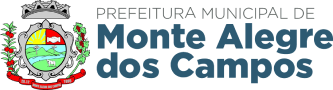 PREFEITURA MUNICIPAL DE
Monte Alegre
dos Campos